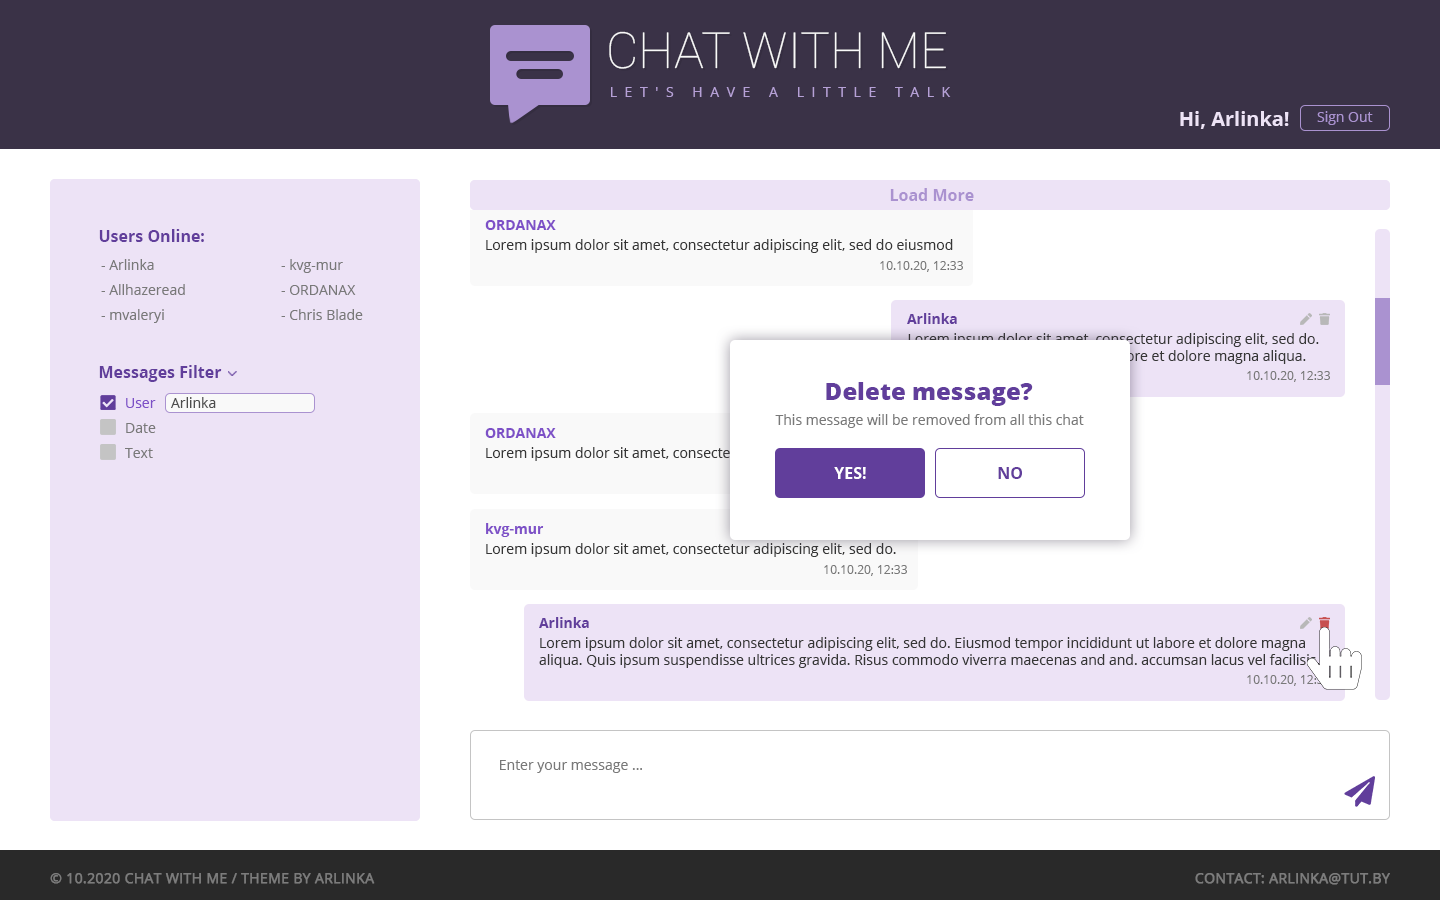 CHAT WITH ME
LET'S HAVE A LITTLE TALK
Hi, Arlinka!
Sign Out
Users Online:
- Arlinka
- kvg-mur
- Allhazeread
- ORDANAX
- mvaleryi
- Chris Blade
Messages Filter
User
Arlinka
Date
Text
Load More
ORDANAX
Lorem ipsum dolor sit amet, consectetur adipiscing elit, sed do eiusmod
10.10.20, 12:33
Arlinka
Lorem ipsum dolor sit amet, consectetur adipiscing elit, sed do.
ore et dolore magna aliqua.
10.10.20, 12:33
Delete message?
This message will be removed from all this chat
YES!
NO
ORDANAX
Lorem ipsum dolor sit amet, consecte
kvg-mur
Lorem ipsum dolor sit amet, consectetur adipiscing elit, sed do.
10.10.20, 12:33
Arlinka
Lorem ipsum dolor sit amet, consectetur adipiscing elit, sed do. Eiusmod tempor incididunt ut labore et dolore magna
aliqua. Quis ipsum suspendisse ultrices gravida. Risus commodo viverra maecenas and and. accumsan lacus vel facilisis
10.10.20,
Enter your message ...
© 10.2020 CHAT WITH ME / THEME BY ARLINKA
CONTACT: ARLINKA@TUT.BY